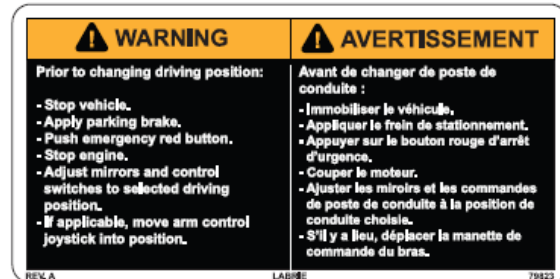 WARNING
Prior to changing driving position:
- Stop vehicle.
- Apply parking brake.
- Push emergency red button.
- Stop engine.
- Adjust mirrors and control
switches to selected driving
position.
- If applicable, move arm control
joystick into position.
AVERTISSEMENT
Avant de changer de poste de
conduite :
- Immobiliser le véhicule.
- Appliquer le frein de stationnement.
- Appuyer sur le bouton rouge d'arrêt
d'urgence.
- Couper le moteur.
- Ajuster les miroirs et les commandes
de poste de conduite à la position de
conduite choisie.
- S'il y a lieu, déplacer la manette de
commande du bras.
REV. A LABRIE 79823